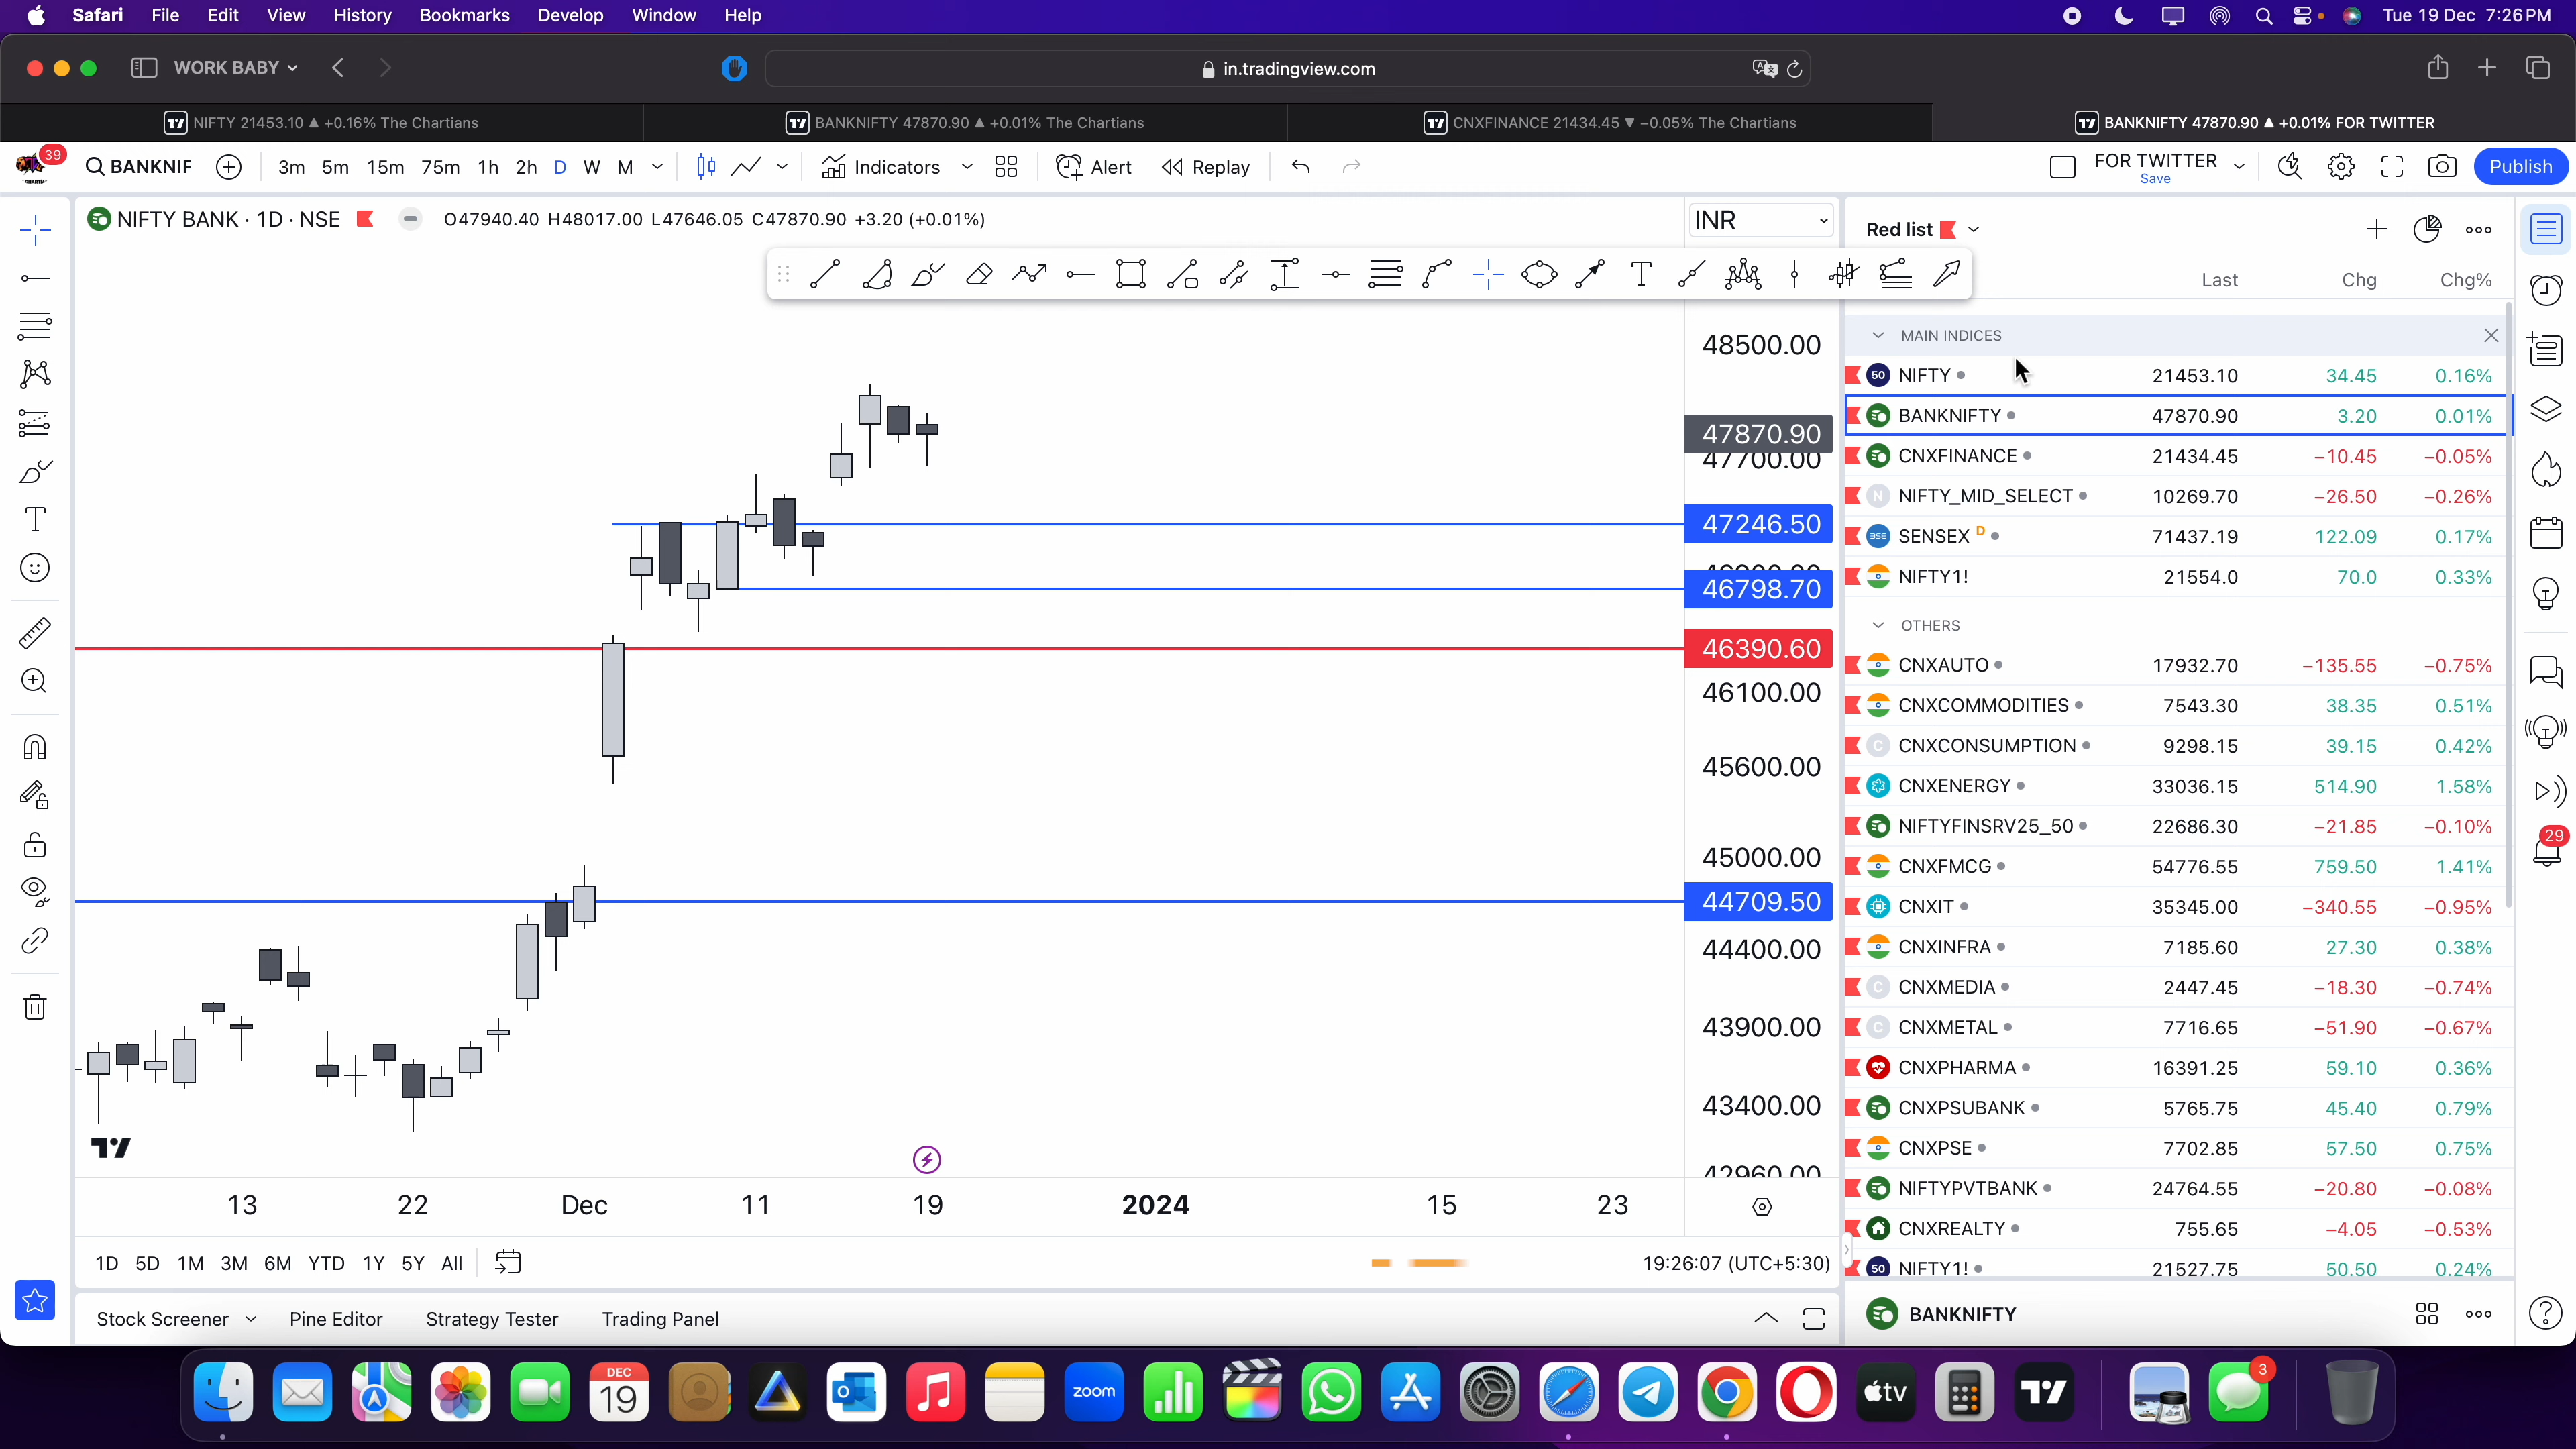 Safari File Edit View History Bookmarks Develop Window Help Tue 19 Dec 7:26 PM
WORK BABY in.tradingview.com
NIFTY 21453.10 ▲ +0.16% The Chartians BANKNIFTY 47870.90 ▲ +0.01% The Chartians CNXFINANCE 21434.45 ▼ −0.05% The Chartians BANKNIFTY 47870.90 ▲ +0.01% FOR TWITTER
39 BANKNIF 3m 5m 15m 75m 1h 2h D W M Indicators Alert Replay FOR TWITTER Publish
Save
NIFTY BANK · 1D · NSE O47940.40 H48017.00 L47646.05 C47870.90 +3.20 (+0.01%) INR
48500.00
47870.90
47700.00
47246.50
46798.70
46390.60
46100.00
45600.00
45000.00
44709.50
44400.00
43900.00
43400.00
13 22 Dec 11 19 2024 15 23
1D 5D 1M 3M 6M YTD 1Y 5Y All 19:26:07 (UTC+5:30)
Stock Screener Pine Editor Strategy Tester Trading Panel
Red list
Last Chg Chg%
MAIN INDICES
50 NIFTY 21453.10 34.45 0.16%
BANKNIFTY 47870.90 3.20 0.01%
CNXFINANCE 21434.45 −10.45 −0.05%
N NIFTY_MID_SELECT 10269.70 −26.50 −0.26%
BSE SENSEX D 71437.19 122.09 0.17%
NIFTY1! 21554.0 70.0 0.33%
OTHERS
CNXAUTO 17932.70 −135.55 −0.75%
CNXCOMMODITIES 7543.30 38.35 0.51%
C CNXCONSUMPTION 9298.15 39.15 0.42%
CNXENERGY 33036.15 514.90 1.58%
NIFTYFINSRV25_50 22686.30 −21.85 −0.10%
CNXFMCG 54776.55 759.50 1.41%
CNXIT 35345.00 −340.55 −0.95%
CNXINFRA 7185.60 27.30 0.38%
C CNXMEDIA 2447.45 −18.30 −0.74%
C CNXMETAL 7716.65 −51.90 −0.67%
CNXPHARMA 16391.25 59.10 0.36%
CNXPSUBANK 5765.75 45.40 0.79%
CNXPSE 7702.85 57.50 0.75%
NIFTYPVTBANK 24764.55 −20.80 −0.08%
CNXREALTY 755.65 −4.05 −0.53%
50 NIFTY1! 21527.75 50.50 0.24%
BANKNIFTY
29
DEC
19
zoom
tv
3